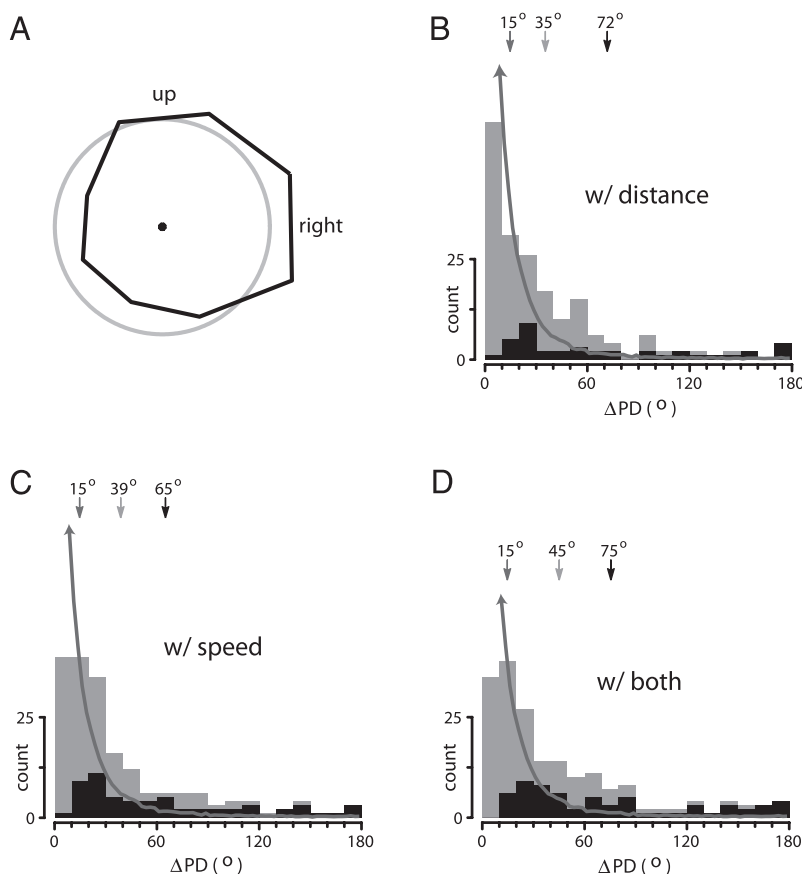 A
up
right
B
15° 35° 72°
w/ distance
25
count
0
0 60 120 180
ΔPD (°)
C
15° 39° 65°
w/ speed
25
count
0
0 60 120 180
ΔPD (°)
D
15° 45° 75°
w/ both
25
count
0
0 60 120 180
ΔPD (°)